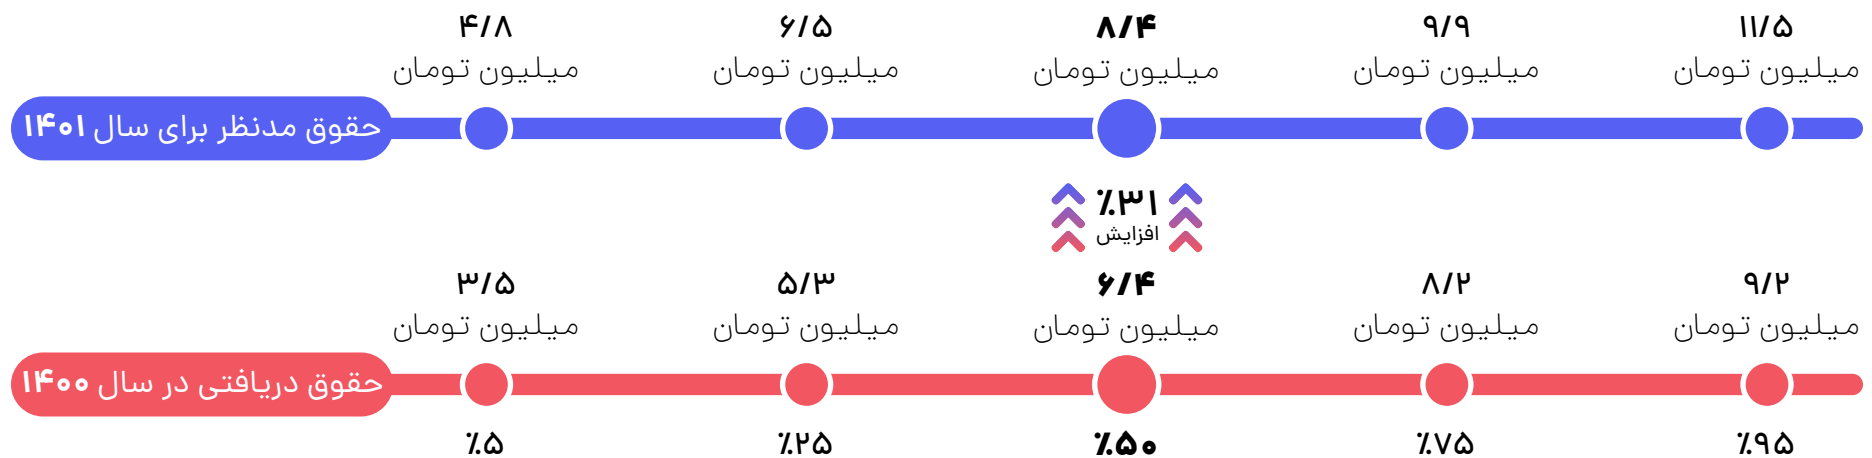 ۴/۸
میلیون تومان
۶/۵
میلیون تومان
۸/۴
میلیون تومان
۹/۹
میلیون تومان
۱۱/۵
میلیون تومان
حقوق مدنظر برای سال ۱۴۰۱
٪۳۱
افزایش
۳/۵
میلیون تومان
۵/۳
میلیون تومان
۶/۴
میلیون تومان
۸/۲
میلیون تومان
۹/۲
میلیون تومان
حقوق دریافتی در سال ۱۴۰۰
٪۵
٪۲۵
٪۵۰
٪۷۵
٪۹۵